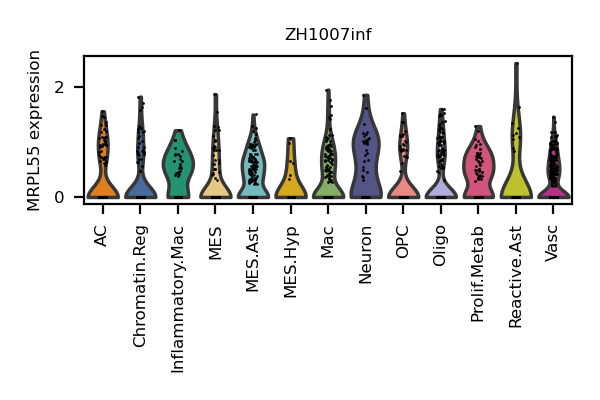 ZH1007inf
MRPL55 expression
2
0
AC
Chromatin.Reg
Inflammatory.Mac
MES
MES.Ast
MES.Hyp
Mac
Neuron
OPC
Oligo
Prolif.Metab
Reactive.Ast
Vasc